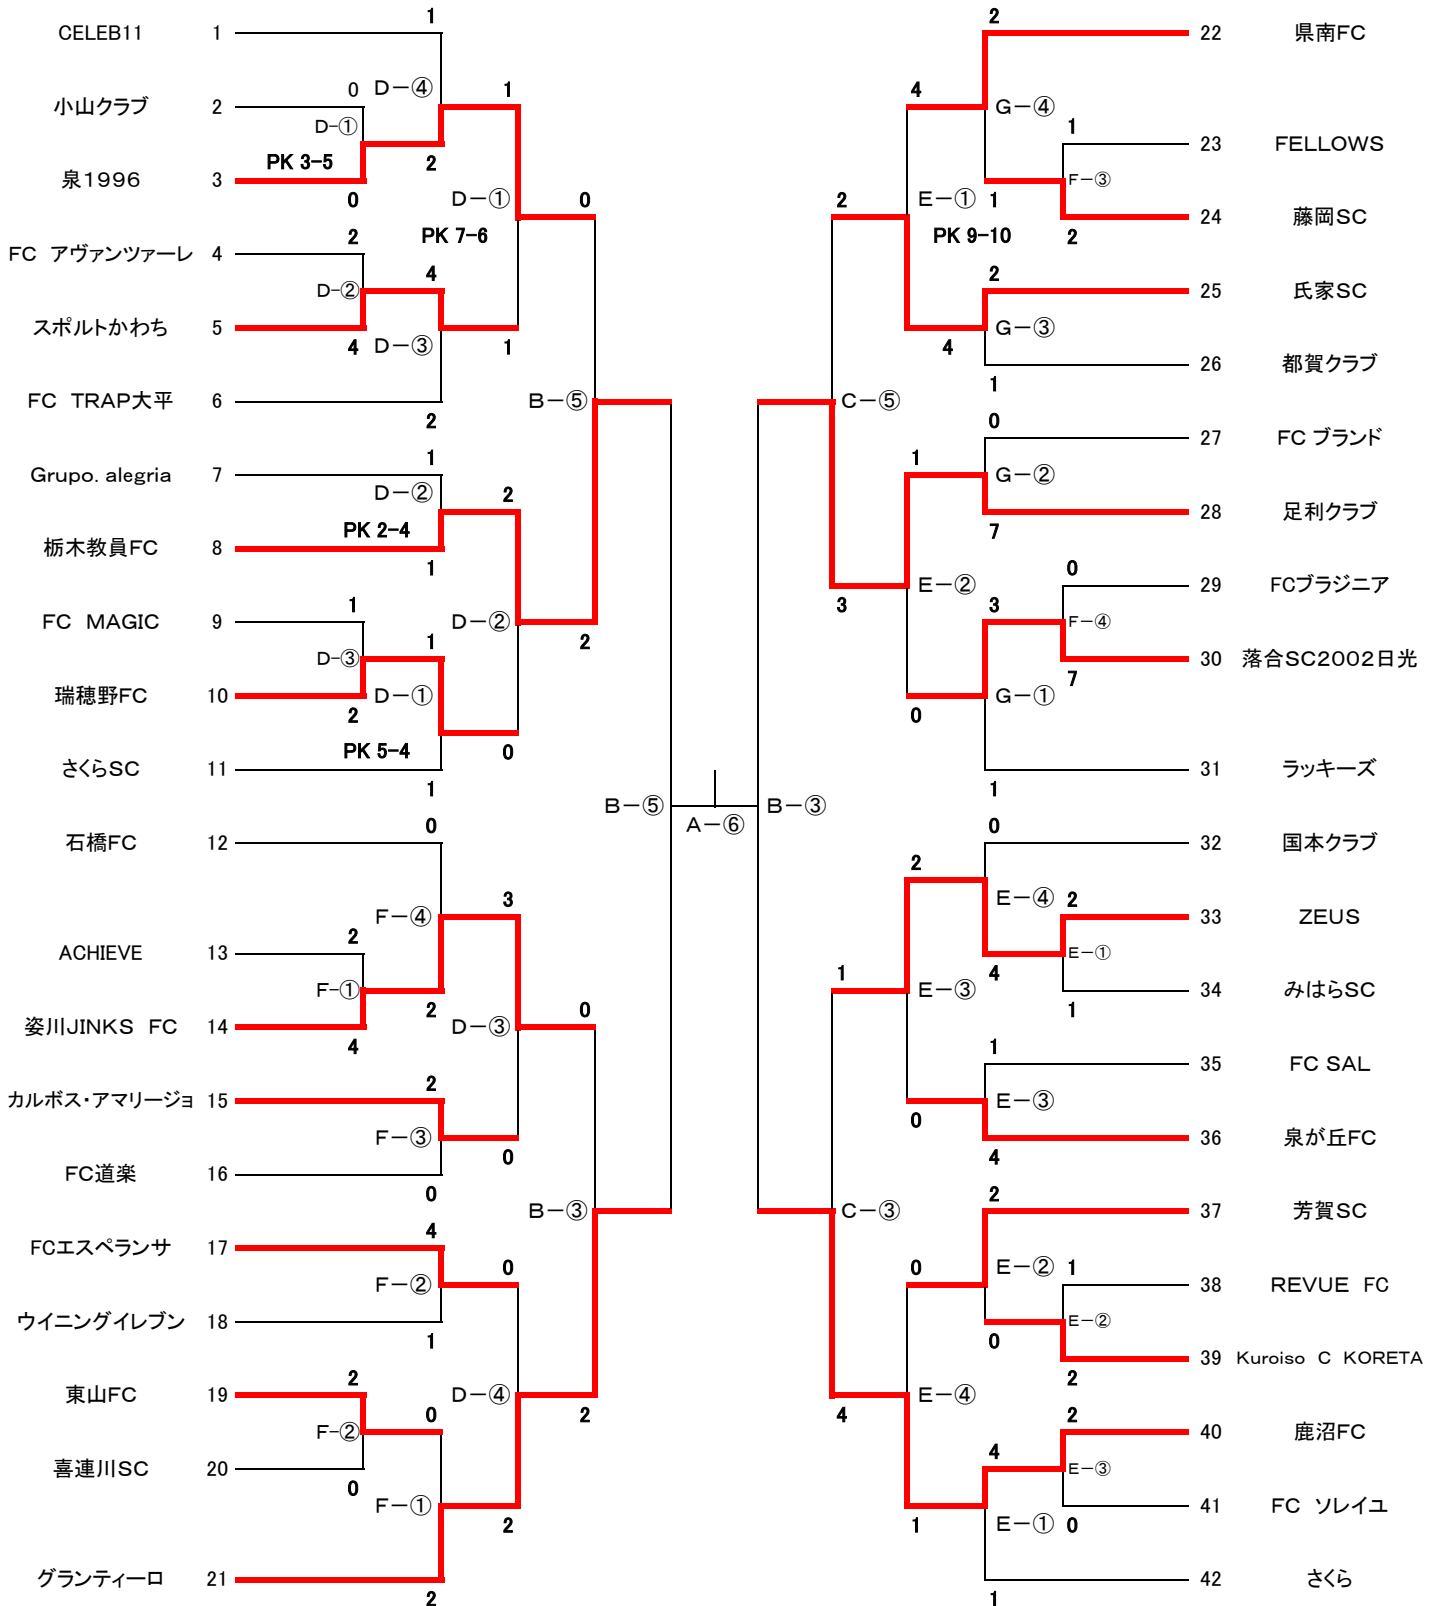 1
2
CELEB11 1
22 県南FC
0
D－④
1
4
G－④
小山クラブ 2
D-①
1
23 FELLOWS
PK 3-5
2
F－③
泉1996 3
0
D－①
0
2
E－①
1
24 藤岡SC
2
PK 7-6
PK 9-10
2
FC アヴァンツァーレ 4
4
2
D-②
25 氏家SC
スポルトかわち 5
4
D－③
1
4
G－③
26 都賀クラブ
1
FC TRAP大平 6
2
B－⑤
C－⑤
0
27 FC ブランド
1
1
Grupo. alegria 7
D－②
2
G－②
PK 2-4
28 足利クラブ
栃木教員FC 8
1
7
0
E－②
29 FCブラジニア
1
3
3
FC MAGIC 9
1
D－②
2
F－④
D-③
30 落合SC2002日光
瑞穂野FC 10
2
D－①
7
G－①
0
PK 5-4
0
さくらSC 11
1
31 ラッキーズ
1
B－⑤
A－⑥
B－③
0
0
石橋FC 12
32 国本クラブ
2
3
E－④
F－④
2
33 ZEUS
2
ACHIEVE 13
E－①
1
4
F-①
E－③
34 みはらSC
2
1
姿川JINKS FC 14
4
D－③
0
1
35 FC SAL
2
カルボス・アマリージョ 15
E－③
0
F－③
36 泉が丘FC
0
4
FC道楽 16
0
B－③
C－③
2
37 芳賀SC
4
FCエスペランサ 17
0
0
E－②
1
F－②
38 REVUE FC
ウイニングイレブン 18
1
E－②
0
39 Kuroiso C KORETA
2
2
東山FC 19
D－④
E－④
0
2
4
2
F-②
40 鹿沼FC
4
喜連川SC 20
E－③
0
F－①
41 FC ソレイユ
2
1
E－①
0
グランティーロ 21
2
42 さくら
1